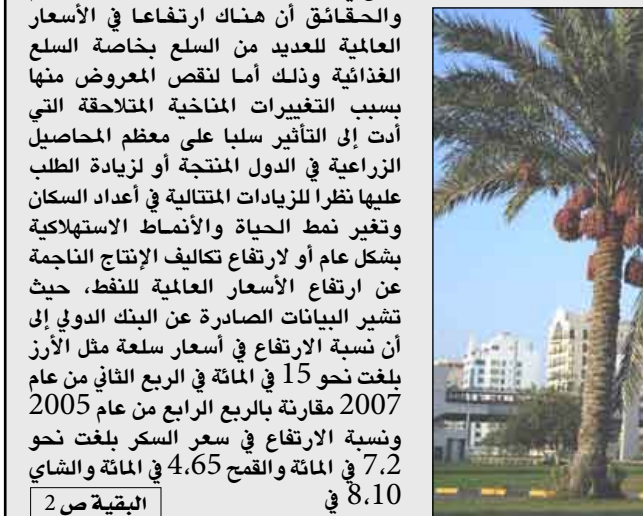 والحقائق أن هناك ارتفاعا في الأسعار
العالمية للعديد من السلع بخاصة السلع
الغذائية وذلك أما لنقص المعروض منها
بسبب التغييرات المناخية المتلاحقة التي
أدت إلى التأثير سلبا على معظم المحاصيل
الزراعية في الدول المنتجة أو لزيادة الطلب
عليها نظرا للزيادات المتتالية في أعداد السكان
وتغير نمط الحياة والأنماط الاستهلاكية
بشكل عام أو لارتفاع تكاليف الإنتاج الناجمة
عن ارتفاع الأسعار العالمية للنفط، حيث
تشير البيانات الصادرة عن البنك الدولي إلى
أن نسبة الارتفاع في أسعار سلعة مثل الأرز
بلغت نحو 15 في المائة في الربع الثاني من عام
2007 مقارنة بالربع الرابع من عام 2005
ونسبة الارتفاع في سعر السكر بلغت نحو
7،2 في المائة والقمح 4،65 في المائة والشاي
8،10 في
البقية ص 2